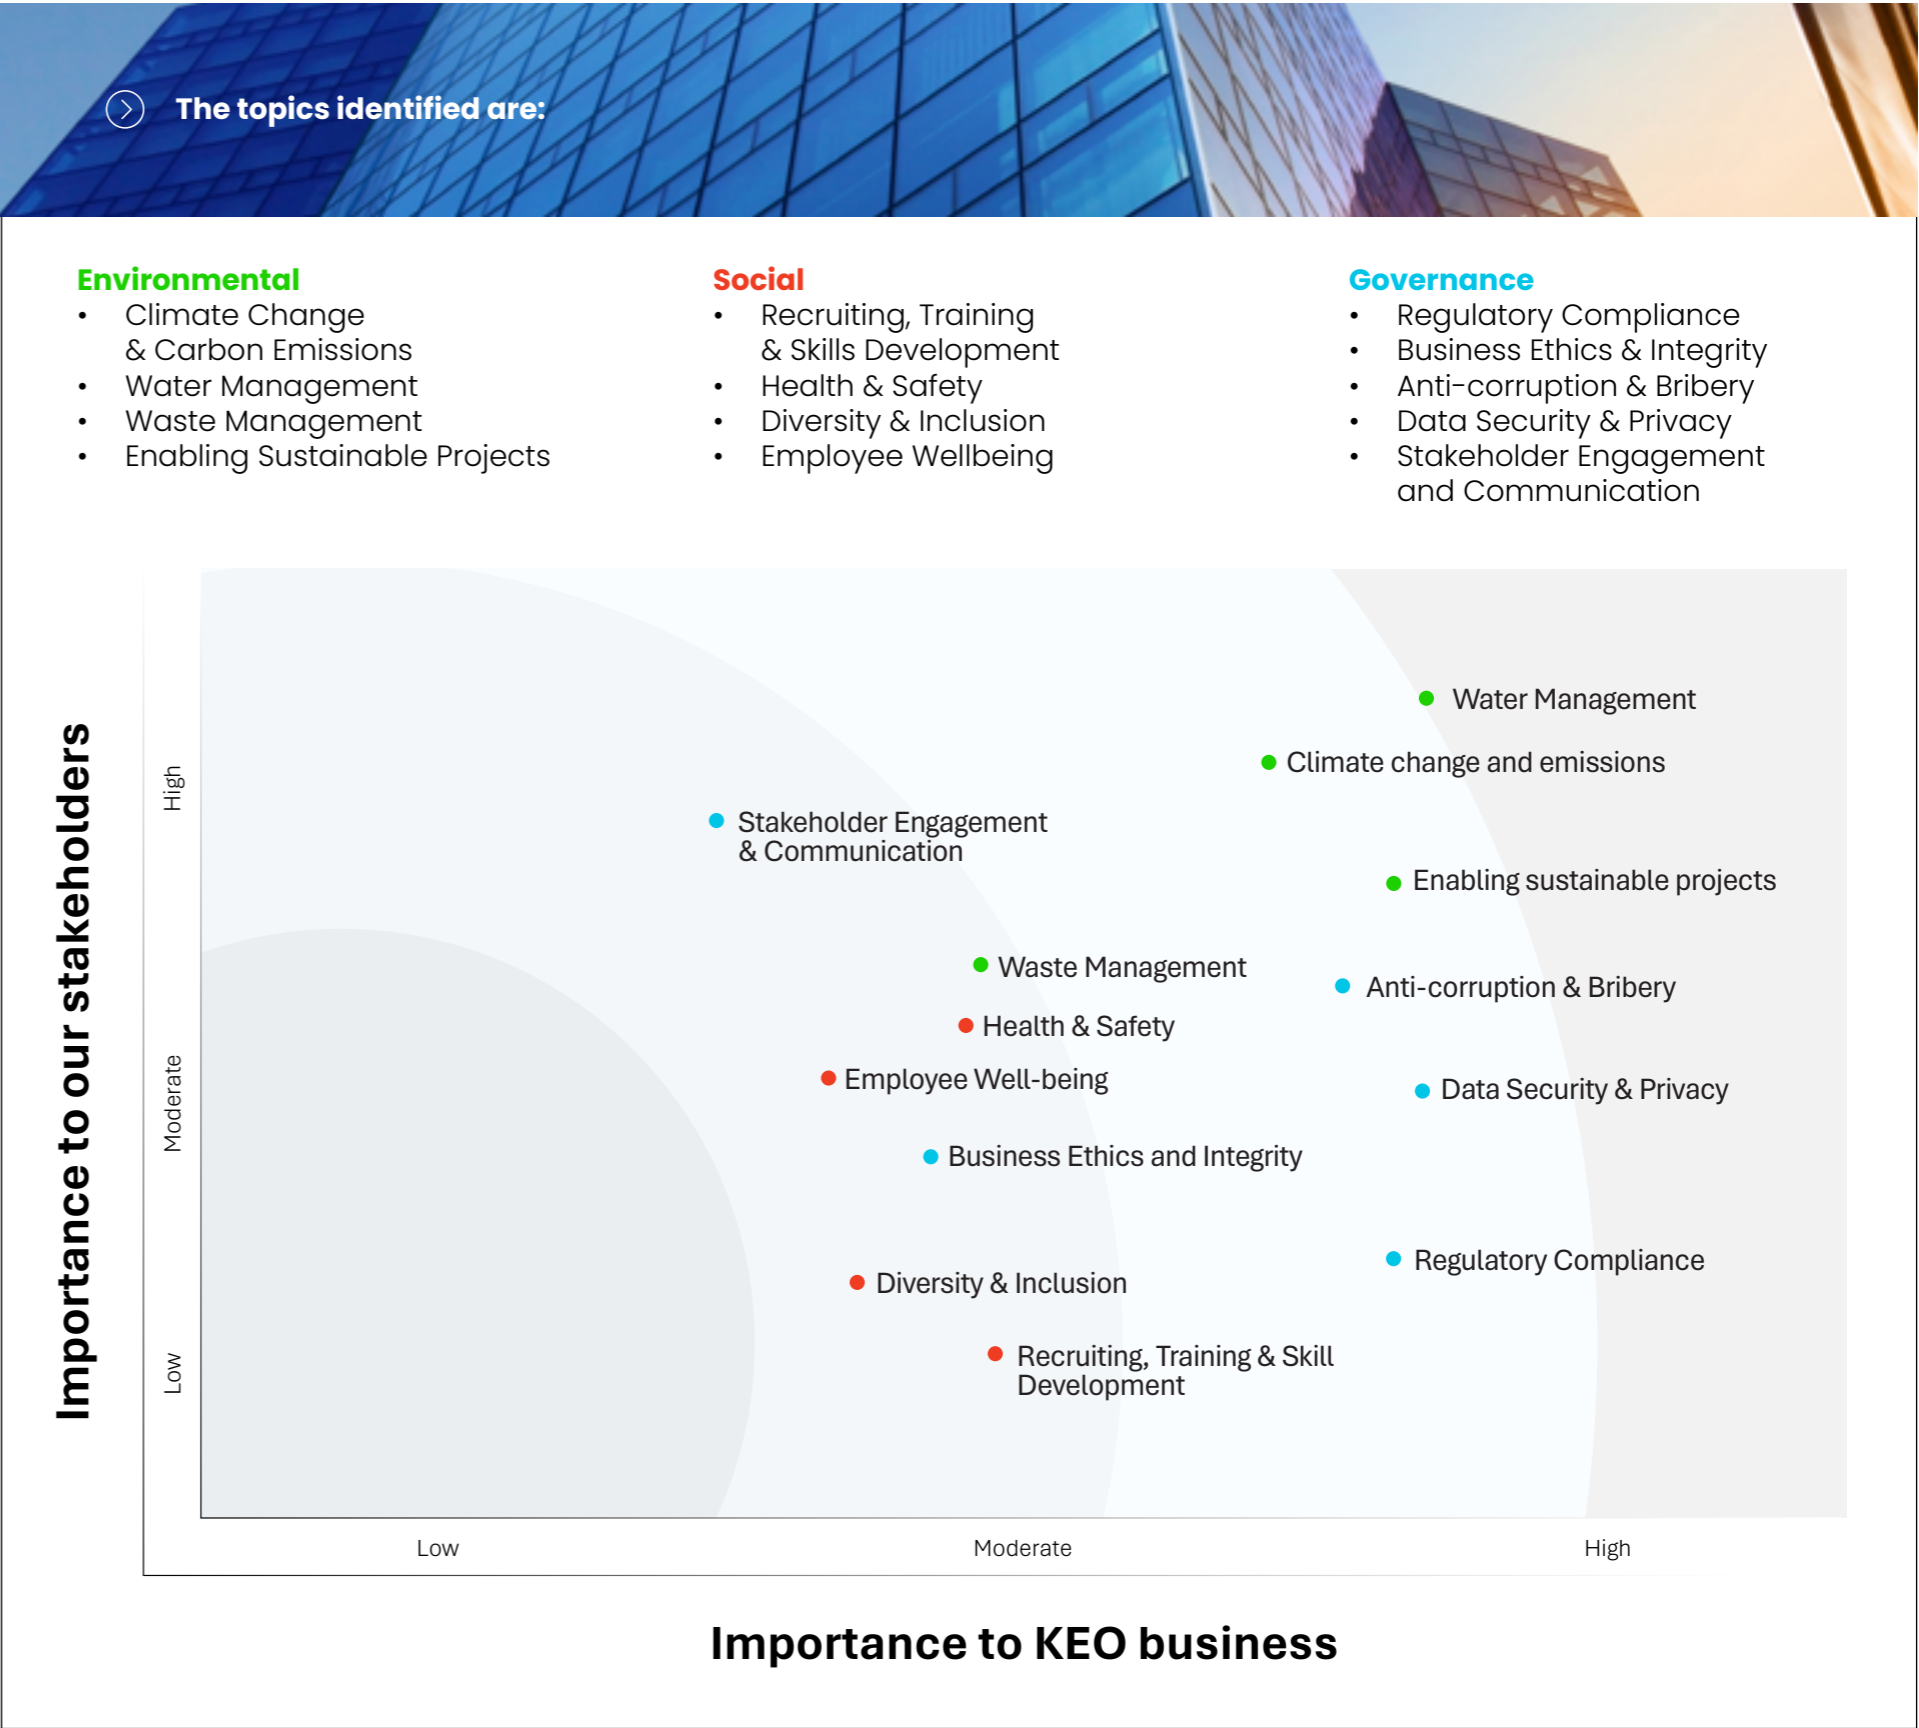 The topics identified are:
Environmental
• Climate Change
& Carbon Emissions
• Water Management
• Waste Management
• Enabling Sustainable Projects
Social
• Recruiting, Training
& Skills Development
• Health & Safety
• Diversity & Inclusion
• Employee Wellbeing
Governance
• Regulatory Compliance
• Business Ethics & Integrity
• Anti-corruption & Bribery
• Data Security & Privacy
• Stakeholder Engagement
and Communication
Importance to our stakeholders
High
Moderate
Low
Water Management
Climate change and emissions
Stakeholder Engagement
& Communication
Enabling sustainable projects
Waste Management
Anti-corruption & Bribery
Health & Safety
Employee Well-being
Data Security & Privacy
Business Ethics and Integrity
Regulatory Compliance
Diversity & Inclusion
Recruiting, Training & Skill
Development
Low
Moderate
High
Importance to KEO business